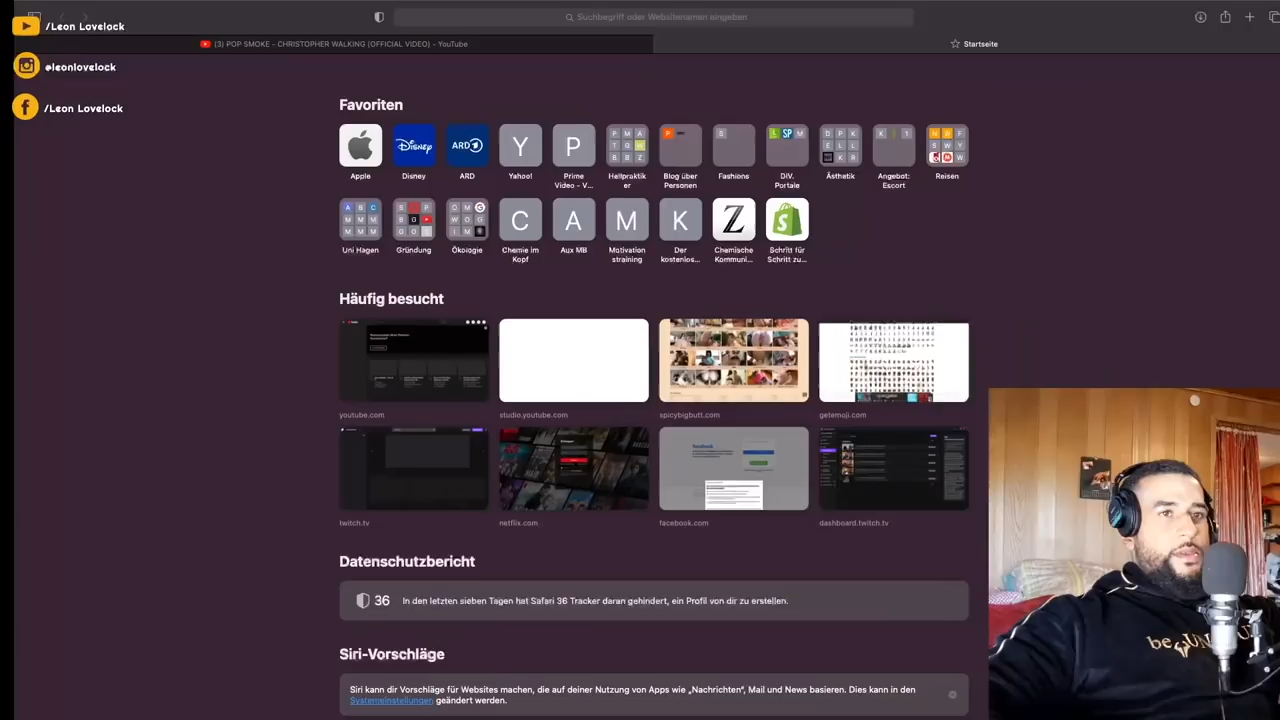 /Leon Lovelock
@leonlovelock
/Leon Lovelock
Suchbegriff oder Websitenamen eingeben
(3) POP SMOKE - CHRISTOPHER WALKING (OFFICIAL VIDEO) - YouTube
Startseite
Favoriten
Disney
ARD
Y
P
Apple
Disney
ARD
Yahoo!
Prime
Video - V...
Heilpraktik
er
Blog über
Personen
Fashions
DIV.
Portale
Ästhetik
Angebot:
Escort
Reisen
C
A
M
K
Z
S
Uni Hagen
Gründung
Ökologie
Chemie im
Kopf
Aux MB
Motivation
straining
Der
kostenlos...
Chemische
Kommuni...
Schritt für
Schritt zu...
Häufig besucht
youtube.com
studio.youtube.com
spicybigbutt.com
getemoji.com
twitch.tv
netflix.com
facebook.com
dashboard.twitch.tv
Datenschutzbericht
36
In den letzten sieben Tagen hat Safari 36 Tracker daran gehindert, ein Profil von dir zu erstellen.
Siri-Vorschläge
Siri kann dir Vorschläge für Websites machen, die auf deiner Nutzung von Apps wie „Nachrichten“, Mail und News basieren. Dies kann in den
Systemeinstellungen geändert werden.